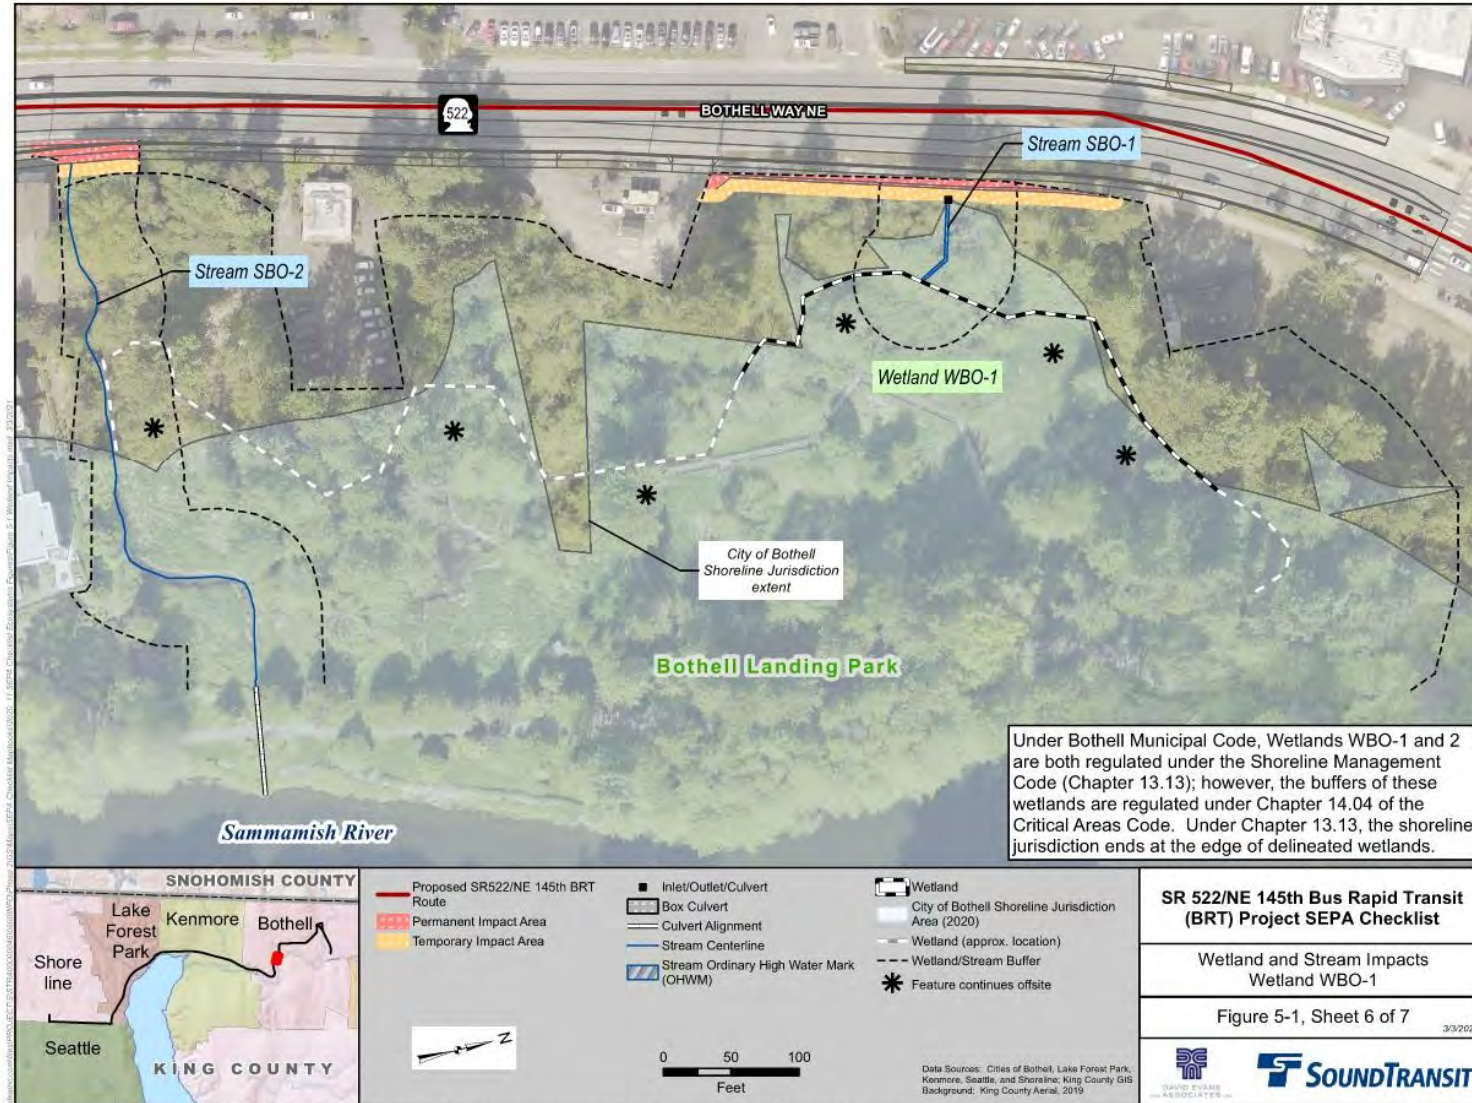 522
BOTHELL WAY NE
Stream SBO-1
Stream SBO-2
Wetland WBO-1
City of Bothell
Shoreline Jurisdiction
extent
Bothell Landing Park
Sammamish River
Under Bothell Municipal Code, Wetlands WBO-1 and 2
are both regulated under the Shoreline Management
Code (Chapter 13.13); however, the buffers of these
wetlands are regulated under Chapter 14.04 of the
Critical Areas Code. Under Chapter 13.13, the shoreline
jurisdiction ends at the edge of delineated wetlands.
SNOHOMISH COUNTY
Lake
Forest
Park
Kenmore
Bothell
Shore
line
Seattle
KING COUNTY
Proposed SR522/NE 145th BRT
Route
Permanent Impact Area
Temporary Impact Area
N
Inlet/Outlet/Culvert
Box Culvert
Culvert Alignment
Stream Centerline
Stream Ordinary High Water Mark
(OHWM)
0 50 100
Feet
Wetland
City of Bothell Shoreline Jurisdiction
Area (2020)
Wetland (approx. location)
Wetland/Stream Buffer
Feature continues offsite
Data Sources: Cities of Bothell, Lake Forest Park,
Kenmore, Seattle, and Shoreline; King County GIS
Background: King County Aerial, 2019
SR 522/NE 145th Bus Rapid Transit
(BRT) Project SEPA Checklist
Wetland and Stream Impacts
Wetland WBO-1
Figure 5-1, Sheet 6 of 7
3/3/202
DAVID EVANS
AND ASSOCIATES INC.
SOUNDTRANSIT